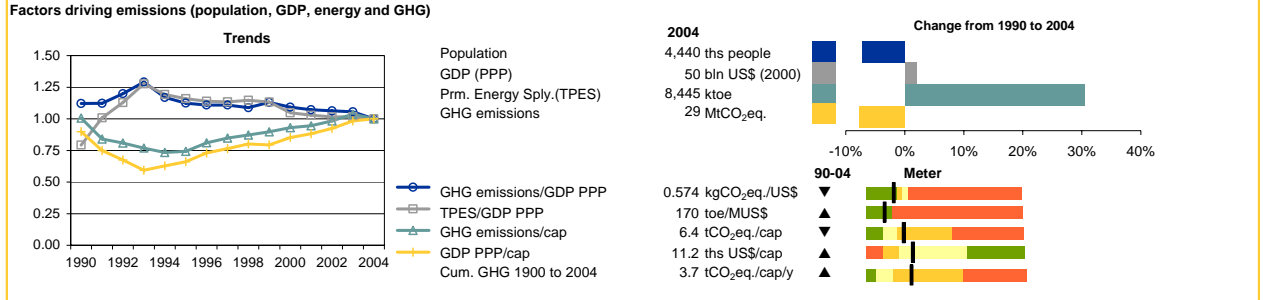 Factors driving emissions (population, GDP, energy and GHG)
Trends
1.50
1.25
1.00
0.75
0.50
0.25
0.00
1990 1992 1994 1996 1998 2000 2002 2004
2004
Population 4,440 ths people
GDP (PPP) 50 bln US$ (2000)
Prm. Energy Sply.(TPES) 8,445 ktoe
GHG emissions 29 MtCO₂eq.
Change from 1990 to 2004
-10% 0% 10% 20% 30% 40%
90-04 Meter
GHG emissions/GDP PPP 0.574 kgCO₂eq./US$ ▼
TPES/GDP PPP 170 toe/MUS$ ▲
GHG emissions/cap 6.4 tCO₂eq./cap ▼
GDP PPP/cap 11.2 ths US$/cap ▲
Cum. GHG 1900 to 2004 3.7 tCO₂eq./cap/y ▲